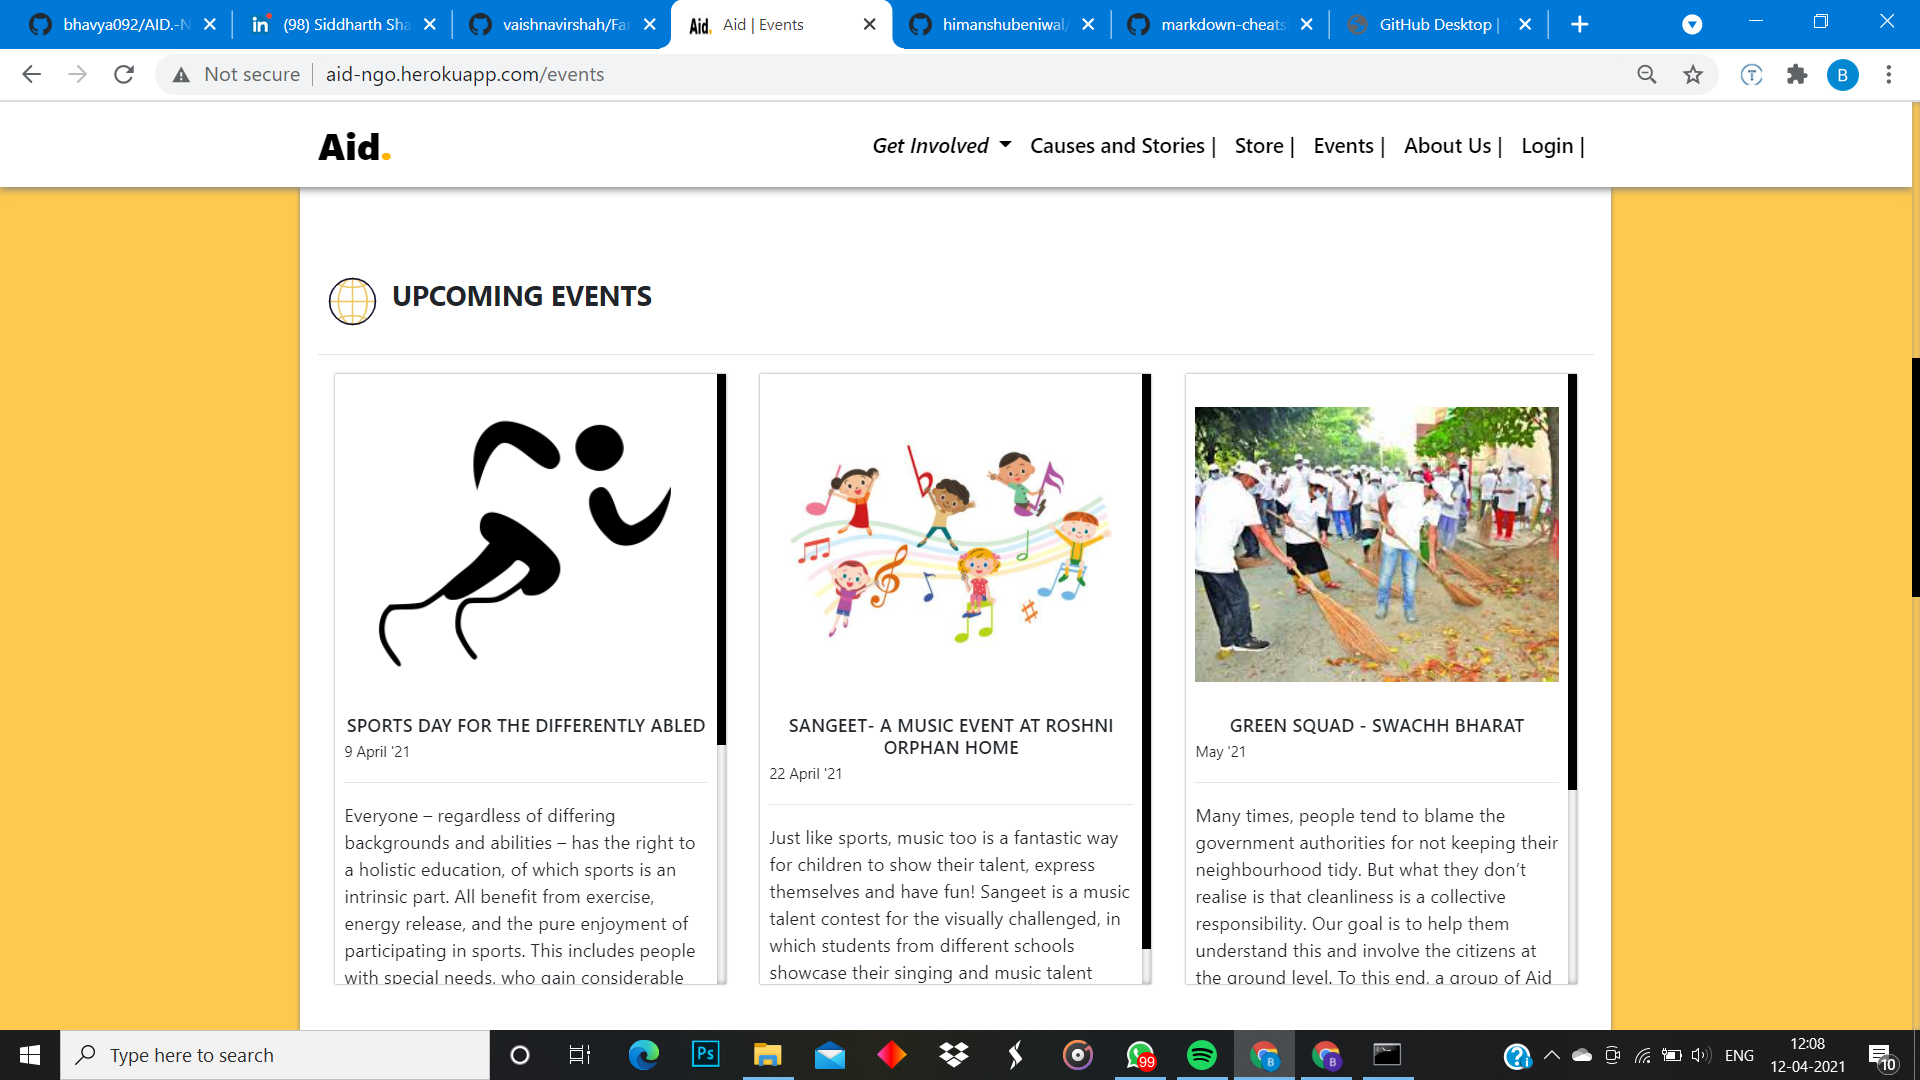 bhavya092/AID.-N
(98) Siddharth Sha
vaishnavirshah/Fa
Aid. Aid | Events
himanshubeniwal/
markdown-cheats
GitHub Desktop |
Not secure aid-ngo.herokuapp.com/events
B
Aid.
Get Involved
Causes and Stories |
Store |
Events |
About Us |
Login |
UPCOMING EVENTS
SPORTS DAY FOR THE DIFFERENTLY ABLED
9 April '21
Everyone – regardless of differing
backgrounds and abilities – has the right to
a holistic education, of which sports is an
intrinsic part. All benefit from exercise,
energy release, and the pure enjoyment of
participating in sports. This includes people
with special needs, who gain considerable
SANGEET- A MUSIC EVENT AT ROSHNI
ORPHAN HOME
22 April '21
Just like sports, music too is a fantastic way
for children to show their talent, express
themselves and have fun! Sangeet is a music
talent contest for the visually challenged, in
which students from different schools
showcase their singing and music talent
GREEN SQUAD - SWACHH BHARAT
May '21
Many times, people tend to blame the
government authorities for not keeping their
neighbourhood tidy. But what they don’t
realise is that cleanliness is a collective
responsibility. Our goal is to help them
understand this and involve the citizens at
the ground level. To this end, a group of Aid
Type here to search
Ps
99
B
B
ENG
12:08
12-04-2021
10